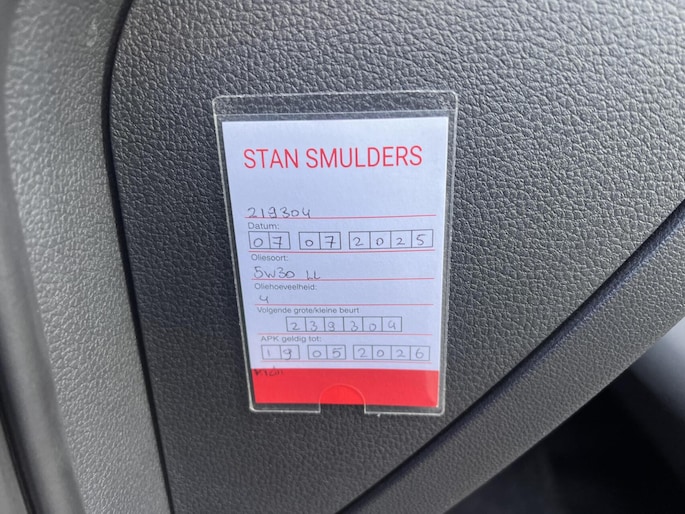 STAN SMULDERS
219304
Datum:
07 07 2025
Oliesoort:
5W30 LL
Oliehoeveelheid:
4
Volgende grote/kleine beurt
239304
APK geldig tot:
19 05 2026